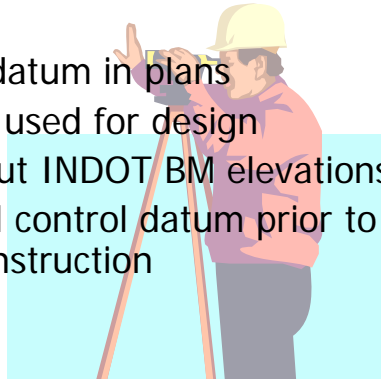 datum in plans
used for design
ut INDOT BM elevations
control datum prior to
nstruction